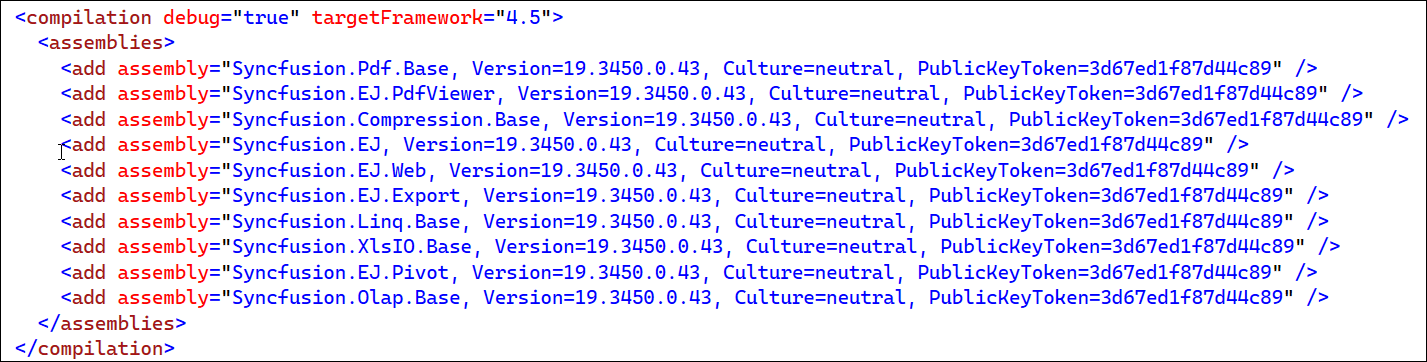 <compilation debug="true" targetFramework="4.5">
<assemblies>
<add assembly="Syncfusion.Pdf.Base, Version=19.3450.0.43, Culture=neutral, PublicKeyToken=3d67ed1f87d44c89" />
<add assembly="Syncfusion.EJ.PdfViewer, Version=19.3450.0.43, Culture=neutral, PublicKeyToken=3d67ed1f87d44c89" />
<add assembly="Syncfusion.Compression.Base, Version=19.3450.0.43, Culture=neutral, PublicKeyToken=3d67ed1f87d44c89" />
<add assembly="Syncfusion.EJ, Version=19.3450.0.43, Culture=neutral, PublicKeyToken=3d67ed1f87d44c89" />
<add assembly="Syncfusion.EJ.Web, Version=19.3450.0.43, Culture=neutral, PublicKeyToken=3d67ed1f87d44c89" />
<add assembly="Syncfusion.EJ.Export, Version=19.3450.0.43, Culture=neutral, PublicKeyToken=3d67ed1f87d44c89" />
<add assembly="Syncfusion.Linq.Base, Version=19.3450.0.43, Culture=neutral, PublicKeyToken=3d67ed1f87d44c89" />
<add assembly="Syncfusion.XlsIO.Base, Version=19.3450.0.43, Culture=neutral, PublicKeyToken=3d67ed1f87d44c89" />
<add assembly="Syncfusion.EJ.Pivot, Version=19.3450.0.43, Culture=neutral, PublicKeyToken=3d67ed1f87d44c89" />
<add assembly="Syncfusion.Olap.Base, Version=19.3450.0.43, Culture=neutral, PublicKeyToken=3d67ed1f87d44c89" />
</assemblies>
</compilation>